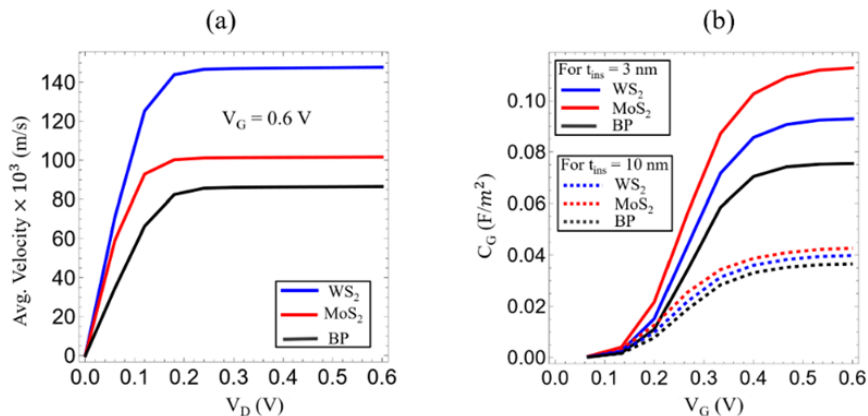 (a)
Avg. Velocity × 10³ (m/s)
140
120
100
80
60
40
20
0
V_G = 0.6 V
WS₂
MoS₂
BP
0.0 0.1 0.2 0.3 0.4 0.5 0.6
V_D (V)
(b)
C_G (F/m²)
0.10
0.08
0.06
0.04
0.02
0.00
For t_ins = 3 nm
WS₂
MoS₂
BP
For t_ins = 10 nm
WS₂
MoS₂
BP
0.0 0.1 0.2 0.3 0.4 0.5 0.6
V_G (V)